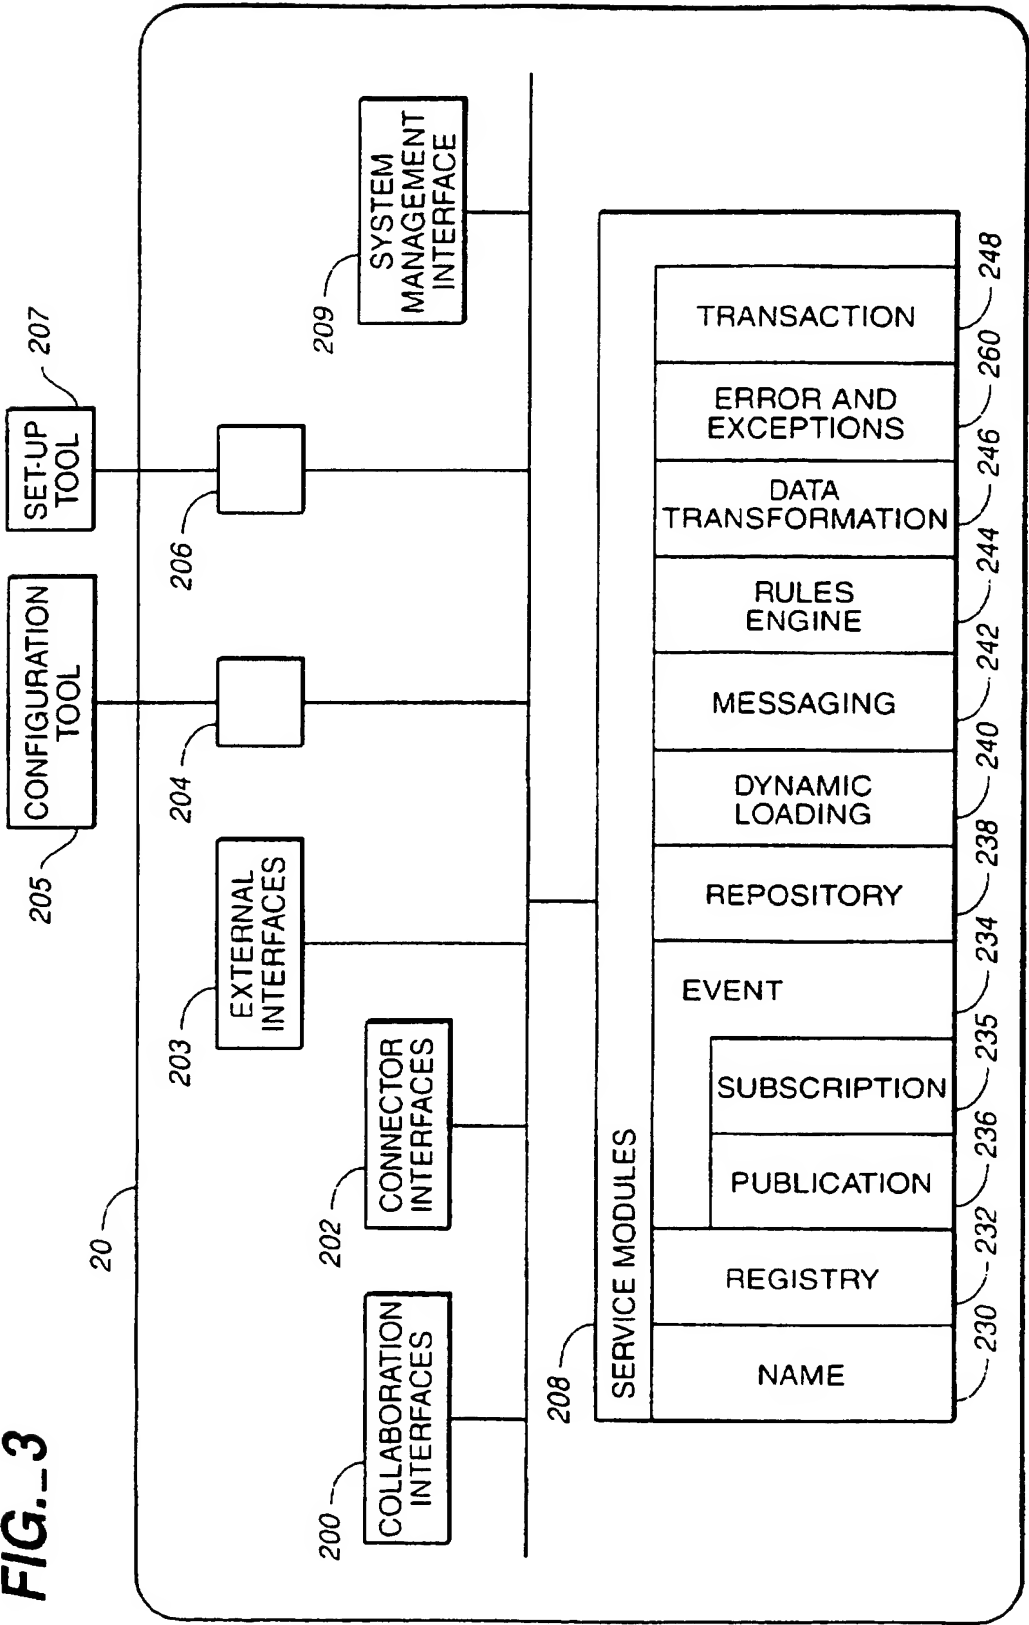 FIG._3
205
CONFIGURATION
TOOL
SET-UP
TOOL
207
20
203
EXTERNAL
INTERFACES
204
206
200
COLLABORATION
INTERFACES
202
CONNECTOR
INTERFACES
209
SYSTEM
MANAGEMENT
INTERFACE
208
SERVICE MODULES
NAME
REGISTRY
PUBLICATION
SUBSCRIPTION
EVENT
REPOSITORY
DYNAMIC
LOADING
MESSAGING
RULES
ENGINE
DATA
TRANSFORMATION
ERROR AND
EXCEPTIONS
TRANSACTION
230
232
236
235
234
238
240
242
244
246
260
248